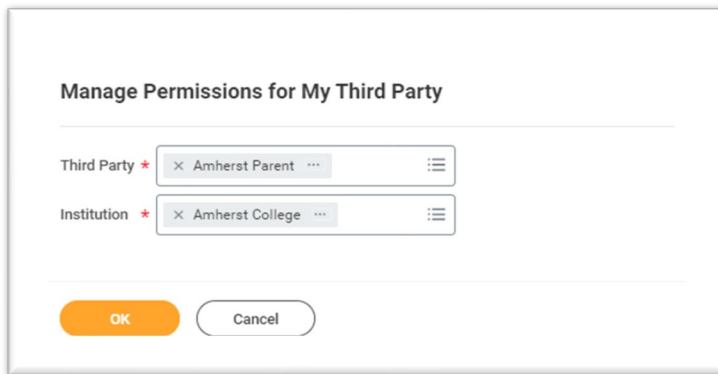 Manage Permissions for My Third Party
Third Party * × Amherst Parent ···
Institution * × Amherst College ···
OK Cancel